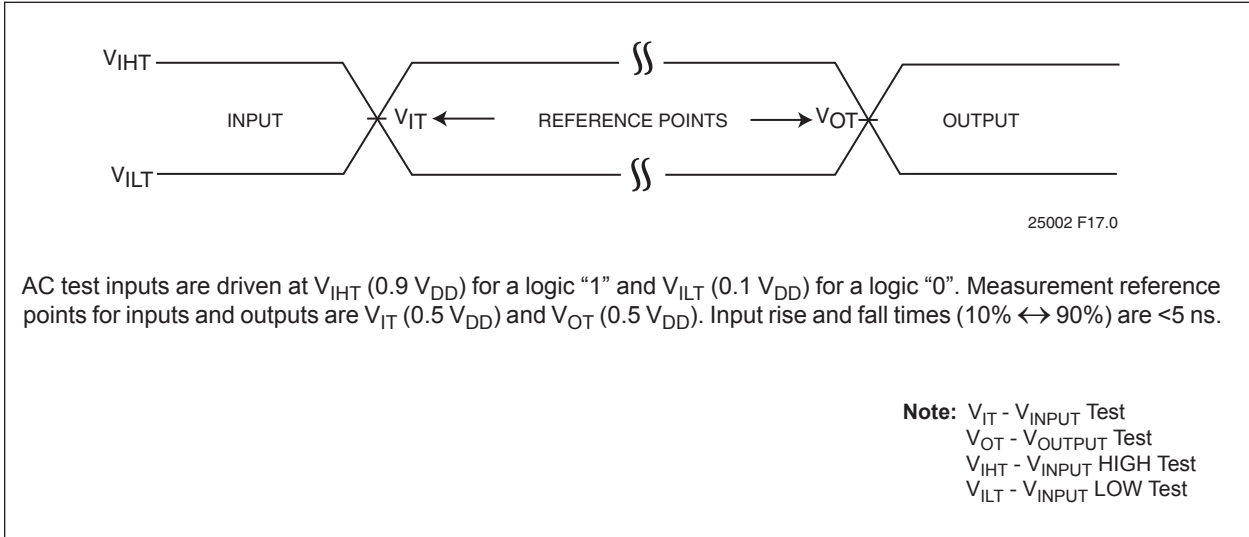 VIHT
INPUT VIT REFERENCE POINTS VOT OUTPUT
VILT
25002 F17.0
AC test inputs are driven at VIHT (0.9 VDD) for a logic “1” and VILT (0.1 VDD) for a logic “0”. Measurement reference
points for inputs and outputs are VIT (0.5 VDD) and VOT (0.5 VDD). Input rise and fall times (10% ↔ 90%) are <5 ns.
Note: VIT - VINPUT Test
VOT - VOUTPUT Test
VIHT - VINPUT HIGH Test
VILT - VINPUT LOW Test